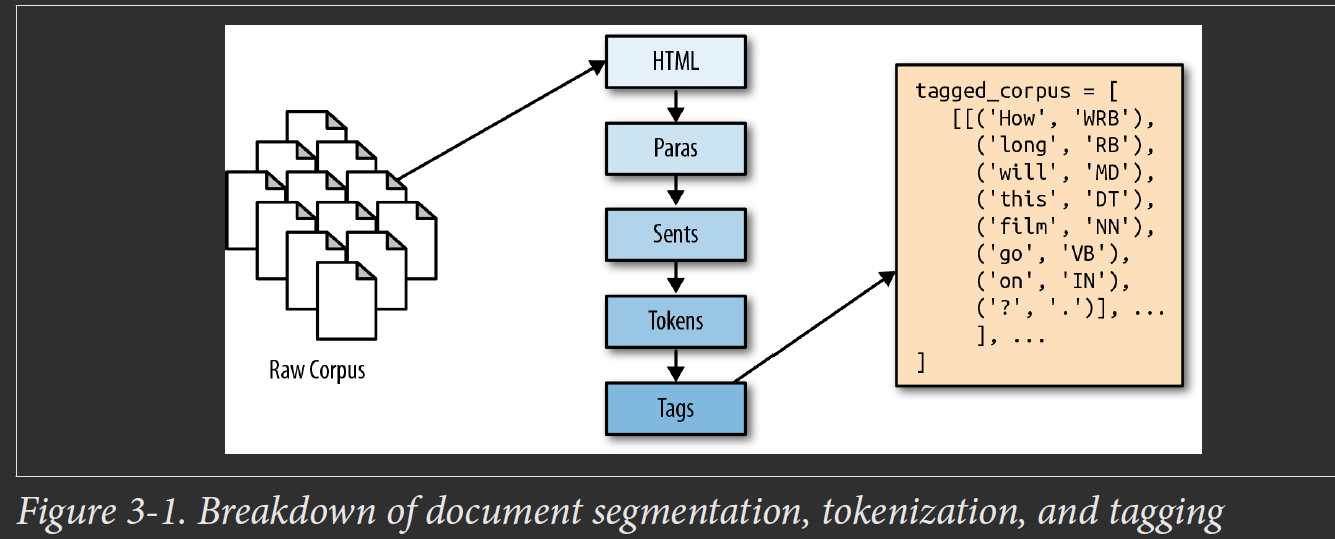 HTML
Paras
Sents
Tokens
Tags
Raw Corpus
tagged_corpus = [
[[('How', 'WRB'),
('long', 'RB'),
('will', 'MD'),
('this', 'DT'),
('film', 'NN'),
('go', 'VB'),
('on', 'IN'),
('?', '.')], ...
], ...
]
Figure 3-1. Breakdown of document segmentation, tokenization, and tagging